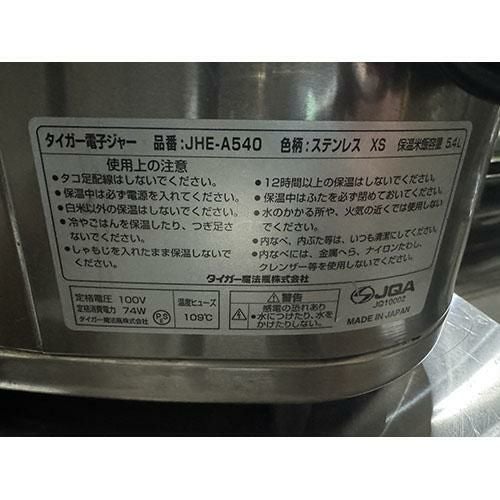 タイガー電子ジャー 品番:JHE-A540 色柄:ステンレス XS 保温米飯容量 5.4L
使用上の注意
●タコ足配線はしないでください。
●保温中は必ず電源を入れてください。
●白米以外の保温はしないでください。
●冷やごはんを保温したり、つぎ足さ
ないでください。
●しゃもじを入れたまま保温しない
でください。
●12時間以上の保温はしないでください。
●保温中はふたを必ず閉めておいてください。
●水のかかる所や、火気の近くでは使用しない
でください。
●内なべ、内ぶた等は、いつも清潔にしてください。
●内なべには、金属へら、ナイロンたわし、
クレンザー等を使用しないでください。
タイガー魔法瓶株式会社
定格電圧 100V
定格消費電力 74W
タイガー魔法瓶株式会社
PSE
温度ヒューズ
109℃
⚠警告
感電の恐れあり
●水につけたり、水を
かけたりしない。
JQA
JQ10002
MADE IN JAPAN